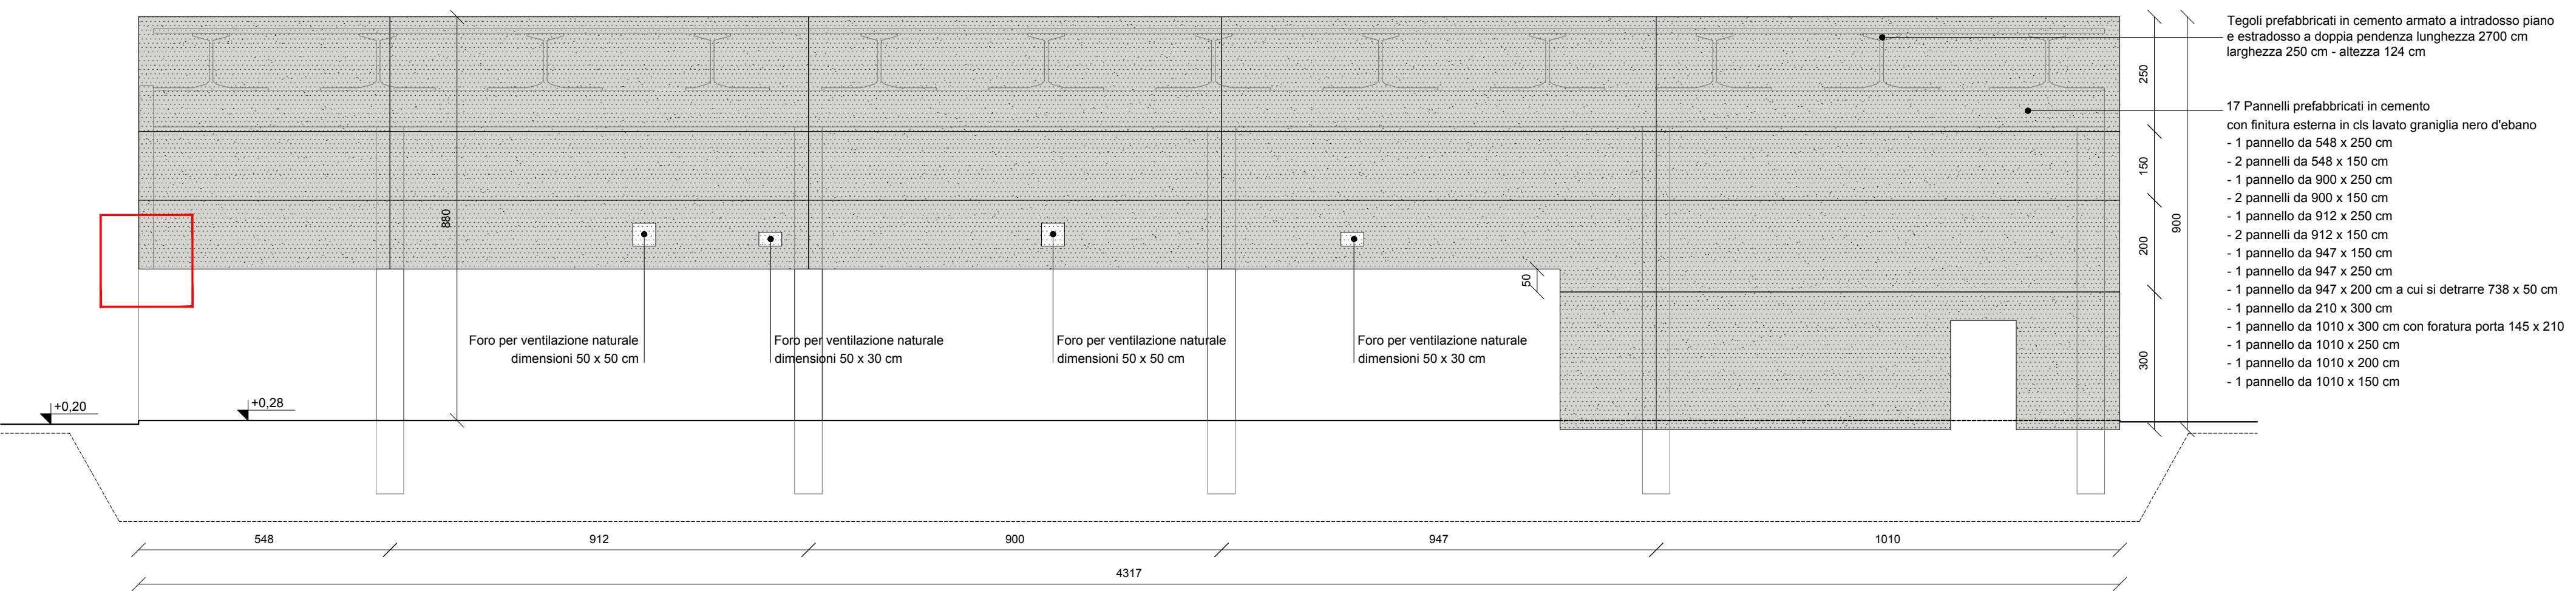 Tegoli prefabbricati in cemento armato a intradosso piano
e estradosso a doppia pendenza lunghezza 2700 cm
larghezza 250 cm - altezza 124 cm
17 Pannelli prefabbricati in cemento
con finitura esterna in cls lavato graniglia nero d'ebano
- 1 pannello da 548 x 250 cm
- 2 pannelli da 548 x 150 cm
- 1 pannello da 900 x 250 cm
- 2 pannelli da 900 x 150 cm
- 1 pannello da 912 x 250 cm
- 2 pannelli da 912 x 150 cm
- 1 pannello da 947 x 150 cm
- 1 pannello da 947 x 250 cm
- 1 pannello da 947 x 200 cm a cui si detrarre 738 x 50 cm
- 1 pannello da 210 x 300 cm
- 1 pannello da 1010 x 300 cm con foratura porta 145 x 210
- 1 pannello da 1010 x 250 cm
- 1 pannello da 1010 x 200 cm
- 1 pannello da 1010 x 150 cm
250
150
200
300
900
880
50
Foro per ventilazione naturale
dimensioni 50 x 50 cm
Foro per ventilazione naturale
dimensioni 50 x 30 cm
Foro per ventilazione naturale
dimensioni 50 x 50 cm
Foro per ventilazione naturale
dimensioni 50 x 30 cm
+0,20
+0,28
548
912
900
947
1010
4317